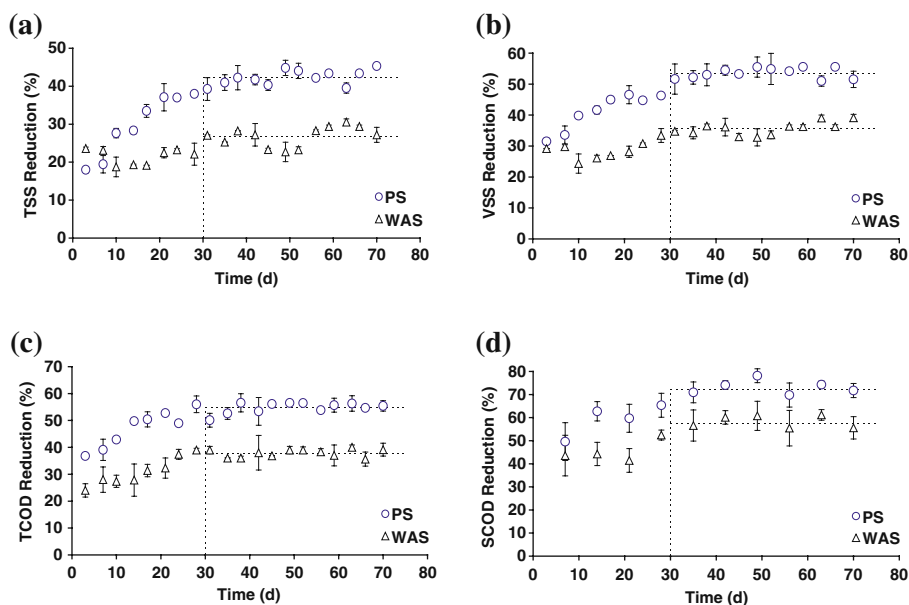 (a)
TSS Reduction (%)
50
40
30
20
10
0
PS
WAS
0 10 20 30 40 50 60 70 80
Time (d)
(b)
VSS Reduction (%)
60
50
40
30
20
10
0
PS
WAS
0 10 20 30 40 50 60 70 80
Time (d)
(c)
TCOD Reduction (%)
70
60
50
40
30
20
10
0
PS
WAS
0 10 20 30 40 50 60 70 80
Time (d)
(d)
SCOD Reduction (%)
80
70
60
50
40
30
20
10
0
PS
WAS
0 10 20 30 40 50 60 70 80
Time (d)